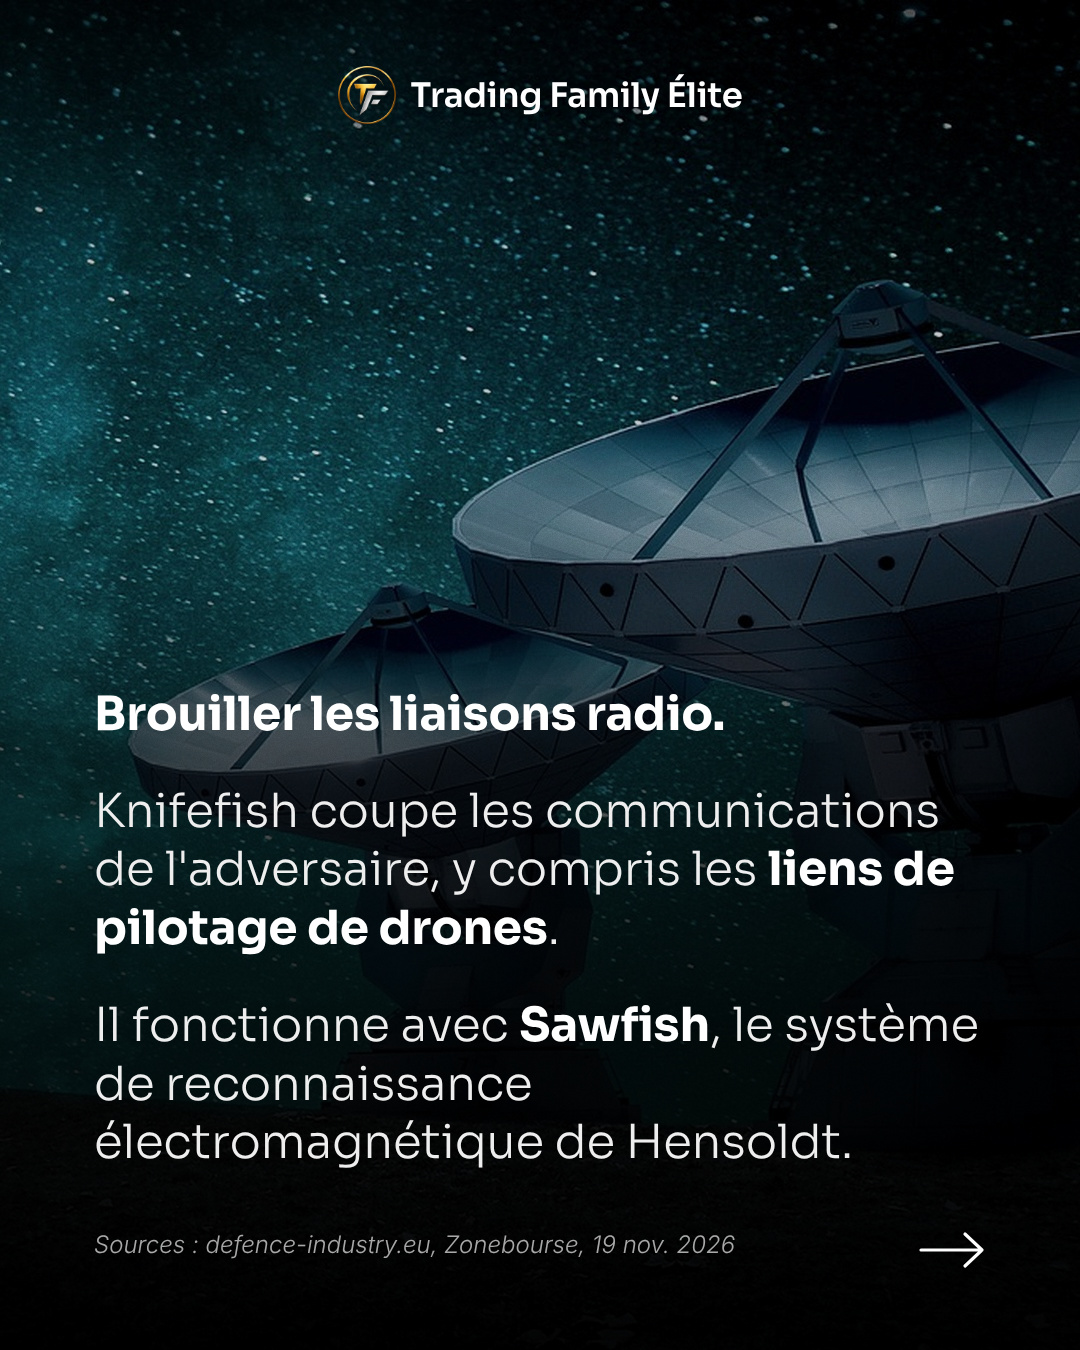 Trading Family Élite
Brouiller les liaisons radio.
Knifefish coupe les communications
de l'adversaire, y compris les liens de
pilotage de drones.
Il fonctionne avec Sawfish, le système
de reconnaissance
électromagnétique de Hensoldt.
Sources : defence-industry.eu, Zonebourse, 19 nov. 2026